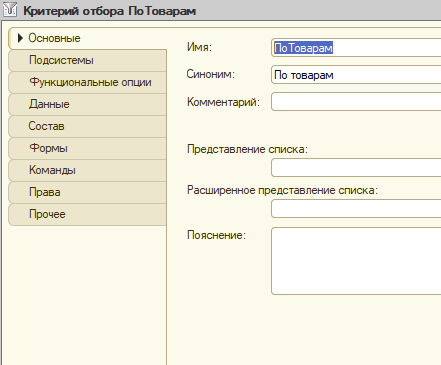 Критерий отбора ПоТоварам
Основные
Подсистемы
Функциональные опции
Данные
Состав
Формы
Команды
Права
Прочее
Имя: ПоТоварам
Синоним: По товарам
Комментарий:
Представление списка:
Расширенное представление списка:
Пояснение: